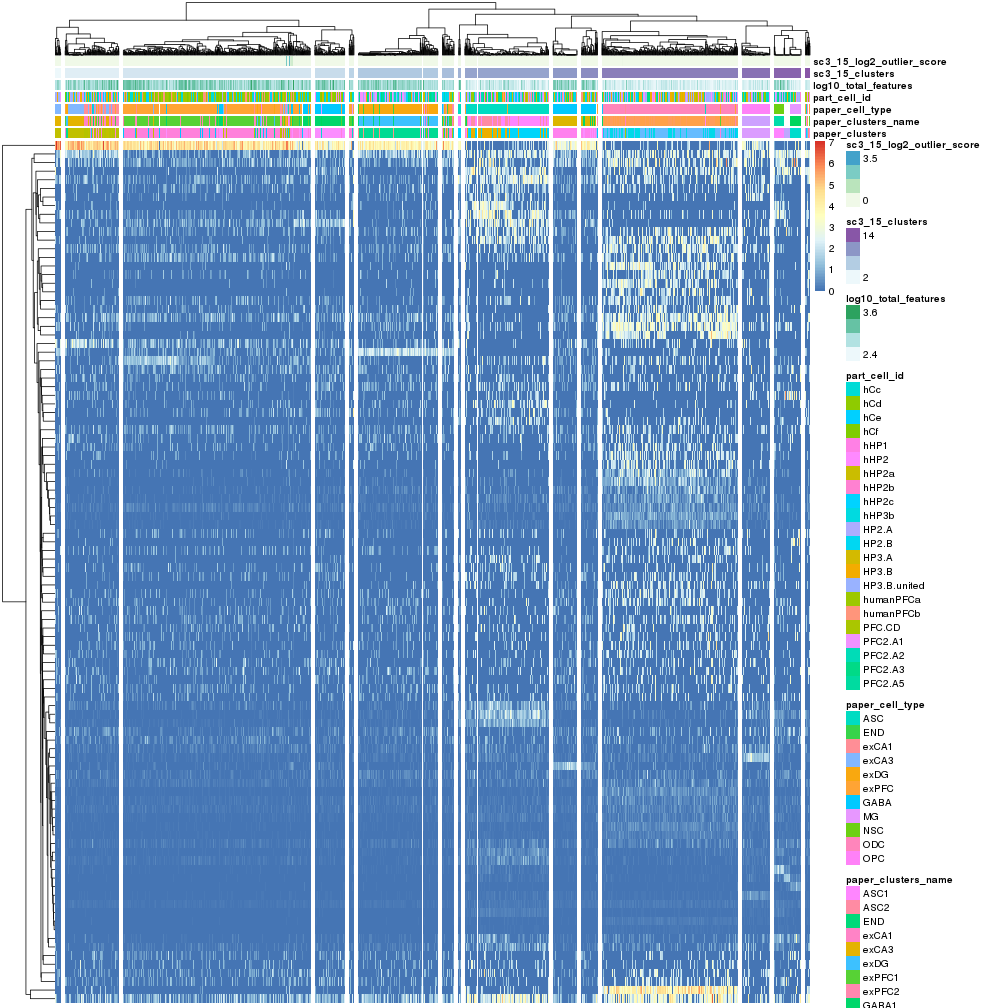 sc3_15_log2_outlier_score
sc3_15_clusters
log10_total_features
part_cell_id
paper_cell_type
paper_clusters_name
paper_clusters
7
6
5
4
3
2
1
0
sc3_15_log2_outlier_score
3.5
0
sc3_15_clusters
14
2
log10_total_features
3.6
2.4
part_cell_id
hCc
hCd
hCe
hCf
hHP1
hHP2
hHP2a
hHP2b
hHP2c
hHP3b
HP2.A
HP2.B
HP3.A
HP3.B
HP3.B.united
humanPFCa
humanPFCb
PFC.CD
PFC2.A1
PFC2.A2
PFC2.A3
PFC2.A5
paper_cell_type
ASC
END
exCA1
exCA3
exDG
exPFC
GABA
MG
NSC
ODC
OPC
paper_clusters_name
ASC1
ASC2
END
exCA1
exCA3
exDG
exPFC1
exPFC2
GABA1